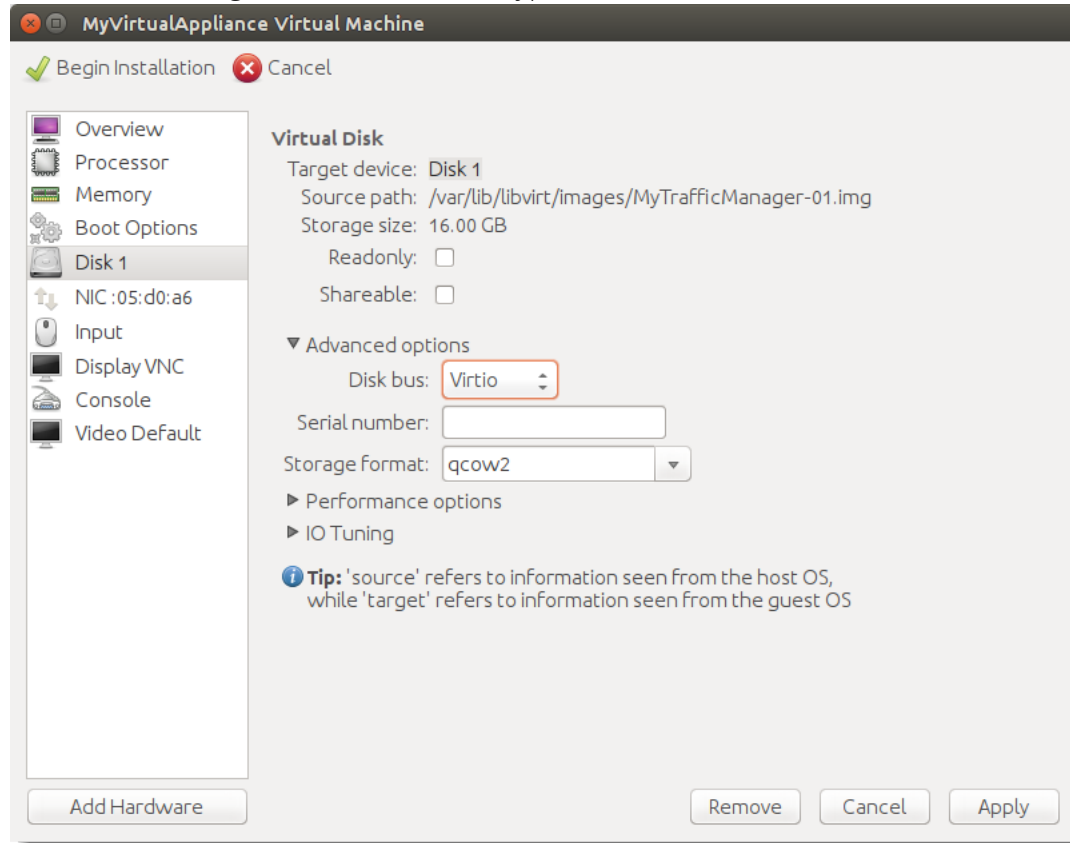 MyVirtualAppliance Virtual Machine
Begin Installation Cancel
Overview
Processor
Memory
Boot Options
Disk 1
NIC :05:d0:a6
Input
Display VNC
Console
Video Default
Add Hardware
Virtual Disk
Target device: Disk 1
Source path: /var/lib/libvirt/images/MyTrafficManager-01.img
Storage size: 16.00 GB
Readonly:
Shareable:
Advanced options
Disk bus: Virtio
Serial number:
Storage format: qcow2
Performance options
IO Tuning
Tip: 'source' refers to information seen from the host OS,
while 'target' refers to information seen from the guest OS
Remove Cancel Apply